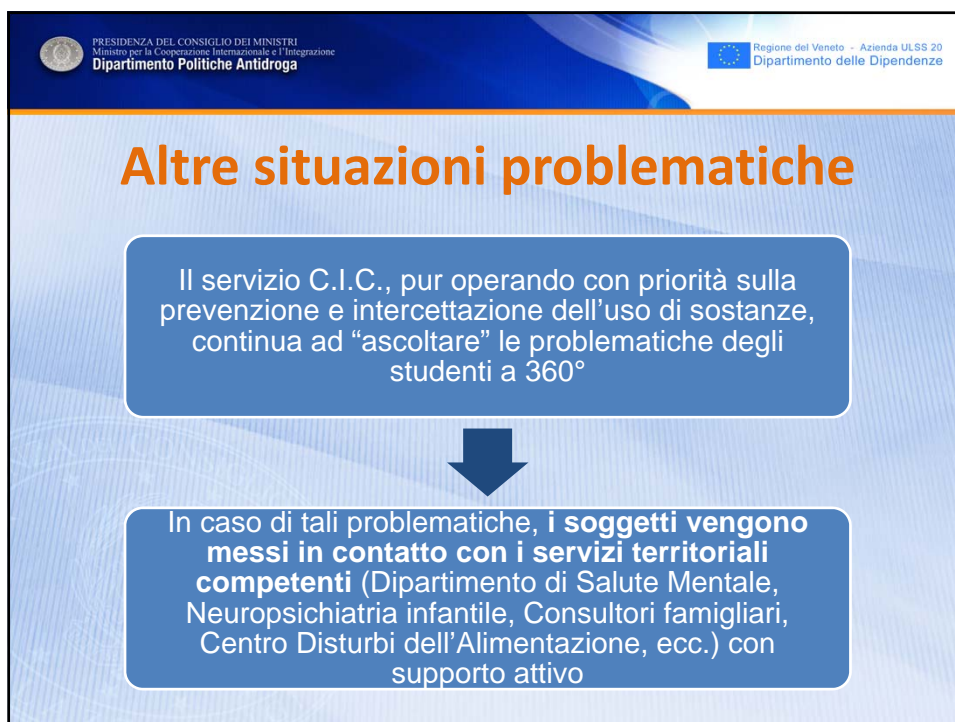 PRESIDENZA DEL CONSIGLIO DEI MINISTRI
Ministro per la Cooperazione Internazionale e l'Integrazione
Dipartimento Politiche Antidroga
Regione del Veneto - Azienda ULSS 20
Dipartimento delle Dipendenze
Altre situazioni problematiche
Il servizio C.I.C., pur operando con priorità sulla
prevenzione e intercettazione dell’uso di sostanze,
continua ad “ascoltare” le problematiche degli
studenti a 360°
In caso di tali problematiche, i soggetti vengono
messi in contatto con i servizi territoriali
competenti (Dipartimento di Salute Mentale,
Neuropsichiatria infantile, Consultori famigliari,
Centro Disturbi dell’Alimentazione, ecc.) con
supporto attivo